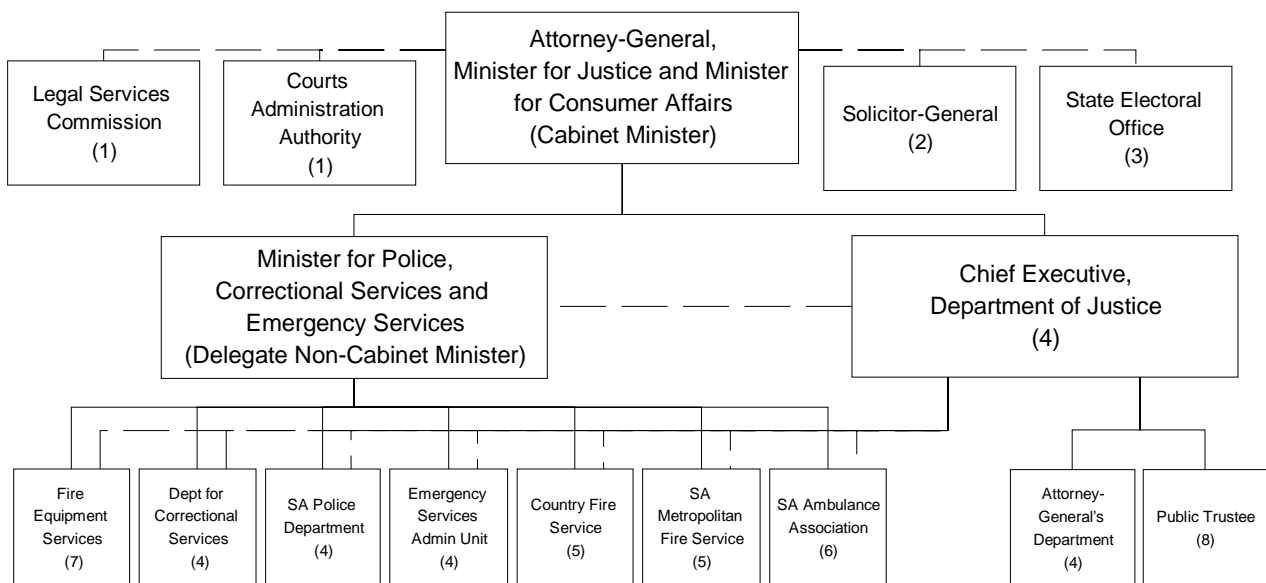 Attorney-General,
Minister for Justice and Minister
for Consumer Affairs
(Cabinet Minister)
Legal Services
Commission
(1)
Courts
Administration
Authority
(1)
Solicitor-General
(2)
State Electoral
Office
(3)
Minister for Police,
Correctional Services and
Emergency Services
(Delegate Non-Cabinet Minister)
Chief Executive,
Department of Justice
(4)
Fire
Equipment
Services
(7)
Dept for
Correctional
Services
(4)
SA Police
Department
(4)
Emergency
Services
Admin Unit
(4)
Country Fire
Service
(5)
SA
Metropolitan
Fire Service
(5)
SA Ambulance
Association
(6)
Attorney-
General's
Department
(4)
Public Trustee
(8)